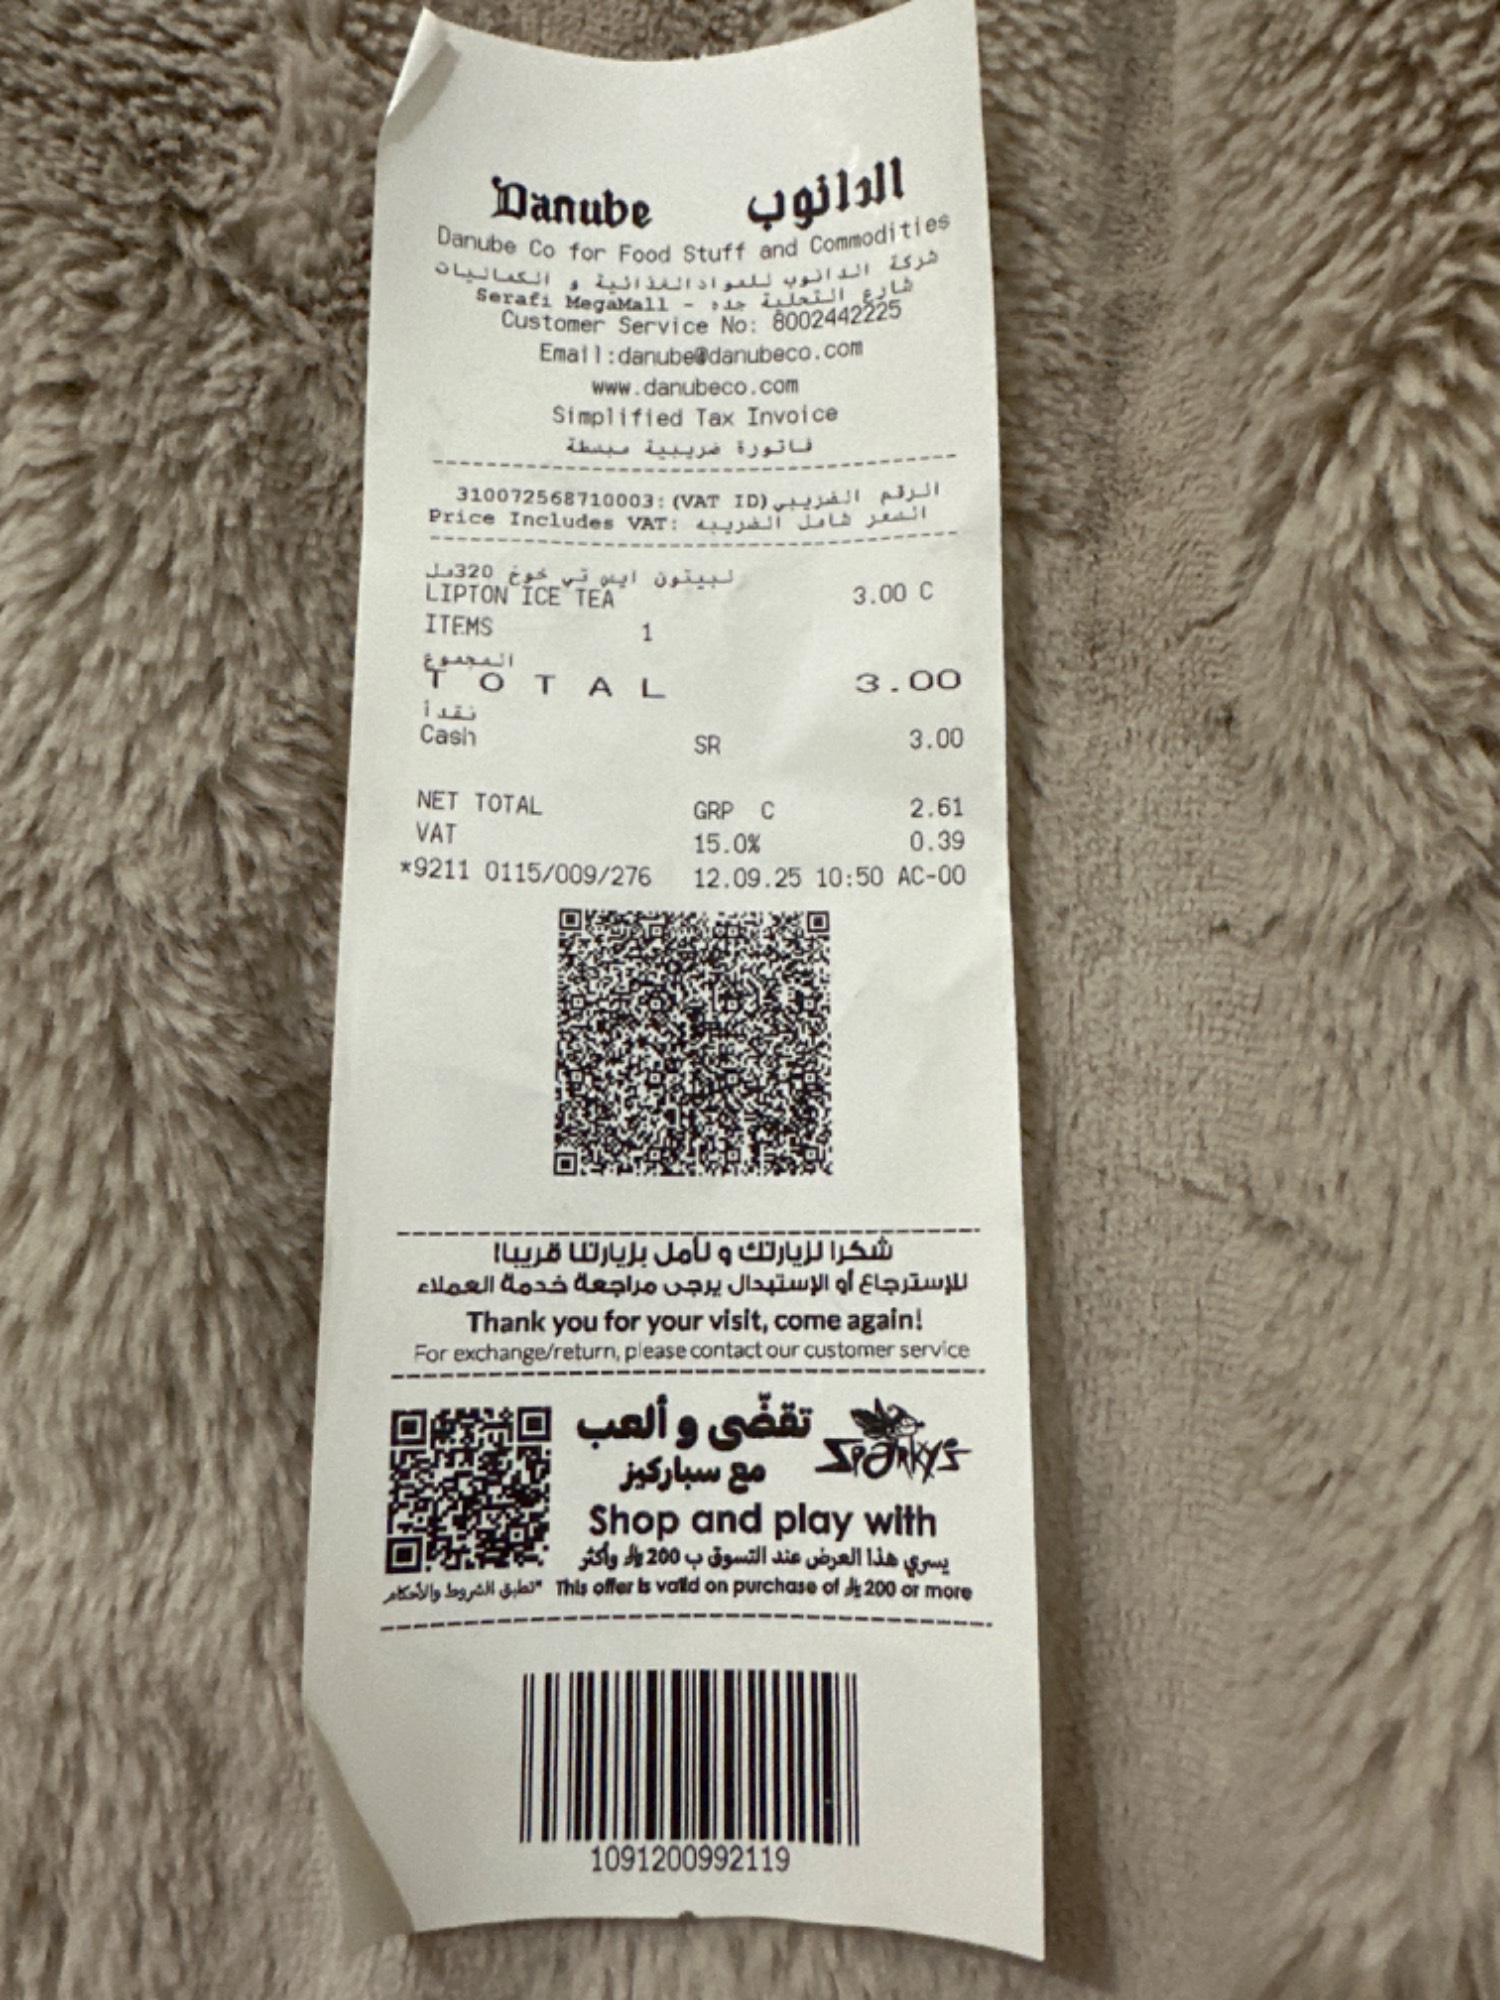 Danube الدانوب
Danube Co for Food Stuff and Commodities
شركة الدانوب للمواد الغذائية و الكماليات
Serafi MegaMall - شارع التحلية جده
Customer Service No: 8002442225
Email:danube@danubeco.com
www.danubeco.com
Simplified Tax Invoice
فاتورة ضريبية مبسطة
310072568710003:(VAT ID)الرقم الضريبي
Price Includes VAT: السعر شامل الضريبه
لبيتون ايس تي خوخ 320مل
LIPTON ICE TEA 3.00 C
ITEMS 1
المجموع
TOTAL 3.00
نقدأ
Cash SR 3.00
NET TOTAL GRP C 2.61
VAT 15.0% 0.39
*9211 0115/009/276 12.09.25 10:50 AC-00
شكرا لزيارتك و نأمل بزيارتنا قريبا!
للإسترجاع أو الإستبدال يرجى مراجعة خدمة العملاء
Thank you for your visit, come again!
For exchange/return, please contact our customer service
تقضّى و ألعب
مع سباركيز
Sparky's
Shop and play with
يسري هذا العرض عند التسوق ب 200 ⃁ وأكثر
This offer is valid on purchase of ⃁ 200 or more
*تطبق الشروط والأحكام
1091200992119